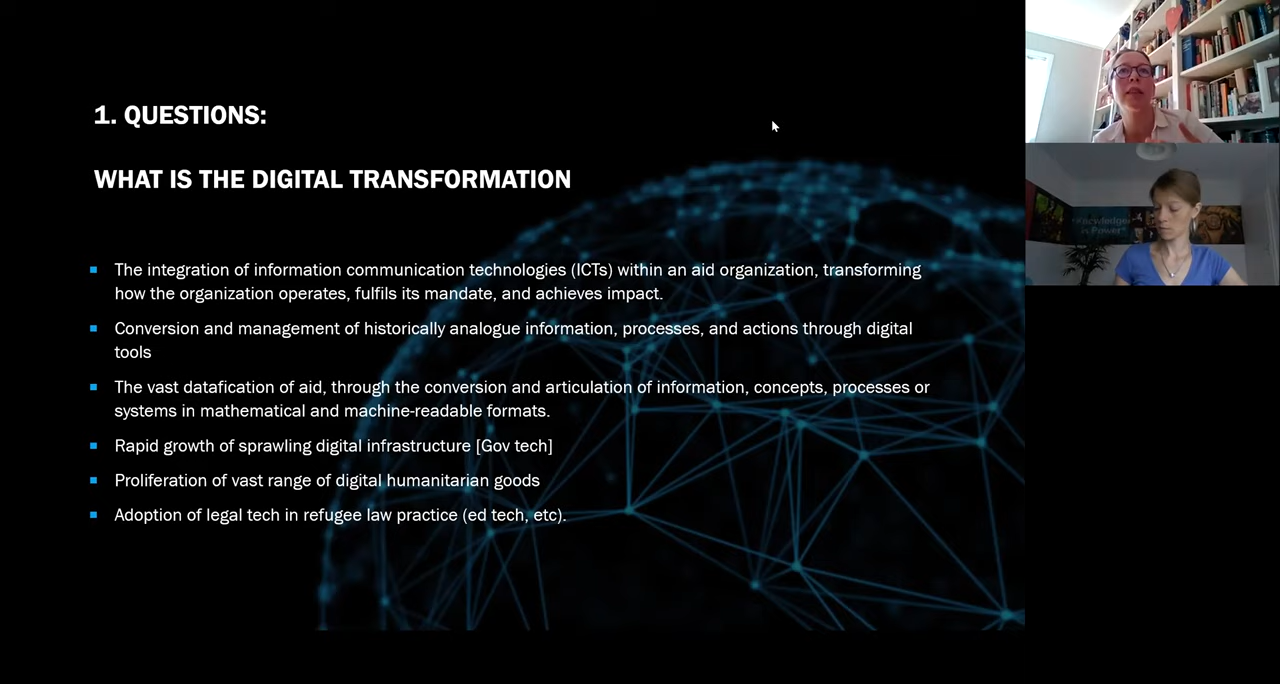 1. QUESTIONS:
WHAT IS THE DIGITAL TRANSFORMATION
The integration of information communication technologies (ICTs) within an aid organization, transforming
how the organization operates, fulfils its mandate, and achieves impact.
Conversion and management of historically analogue information, processes, and actions through digital
tools
The vast datafication of aid, through the conversion and articulation of information, concepts, processes or
systems in mathematical and machine-readable formats.
Rapid growth of sprawling digital infrastructure [Gov tech]
Proliferation of vast range of digital humanitarian goods
Adoption of legal tech in refugee law practice (ed tech, etc).
"Knowledge
is Power"